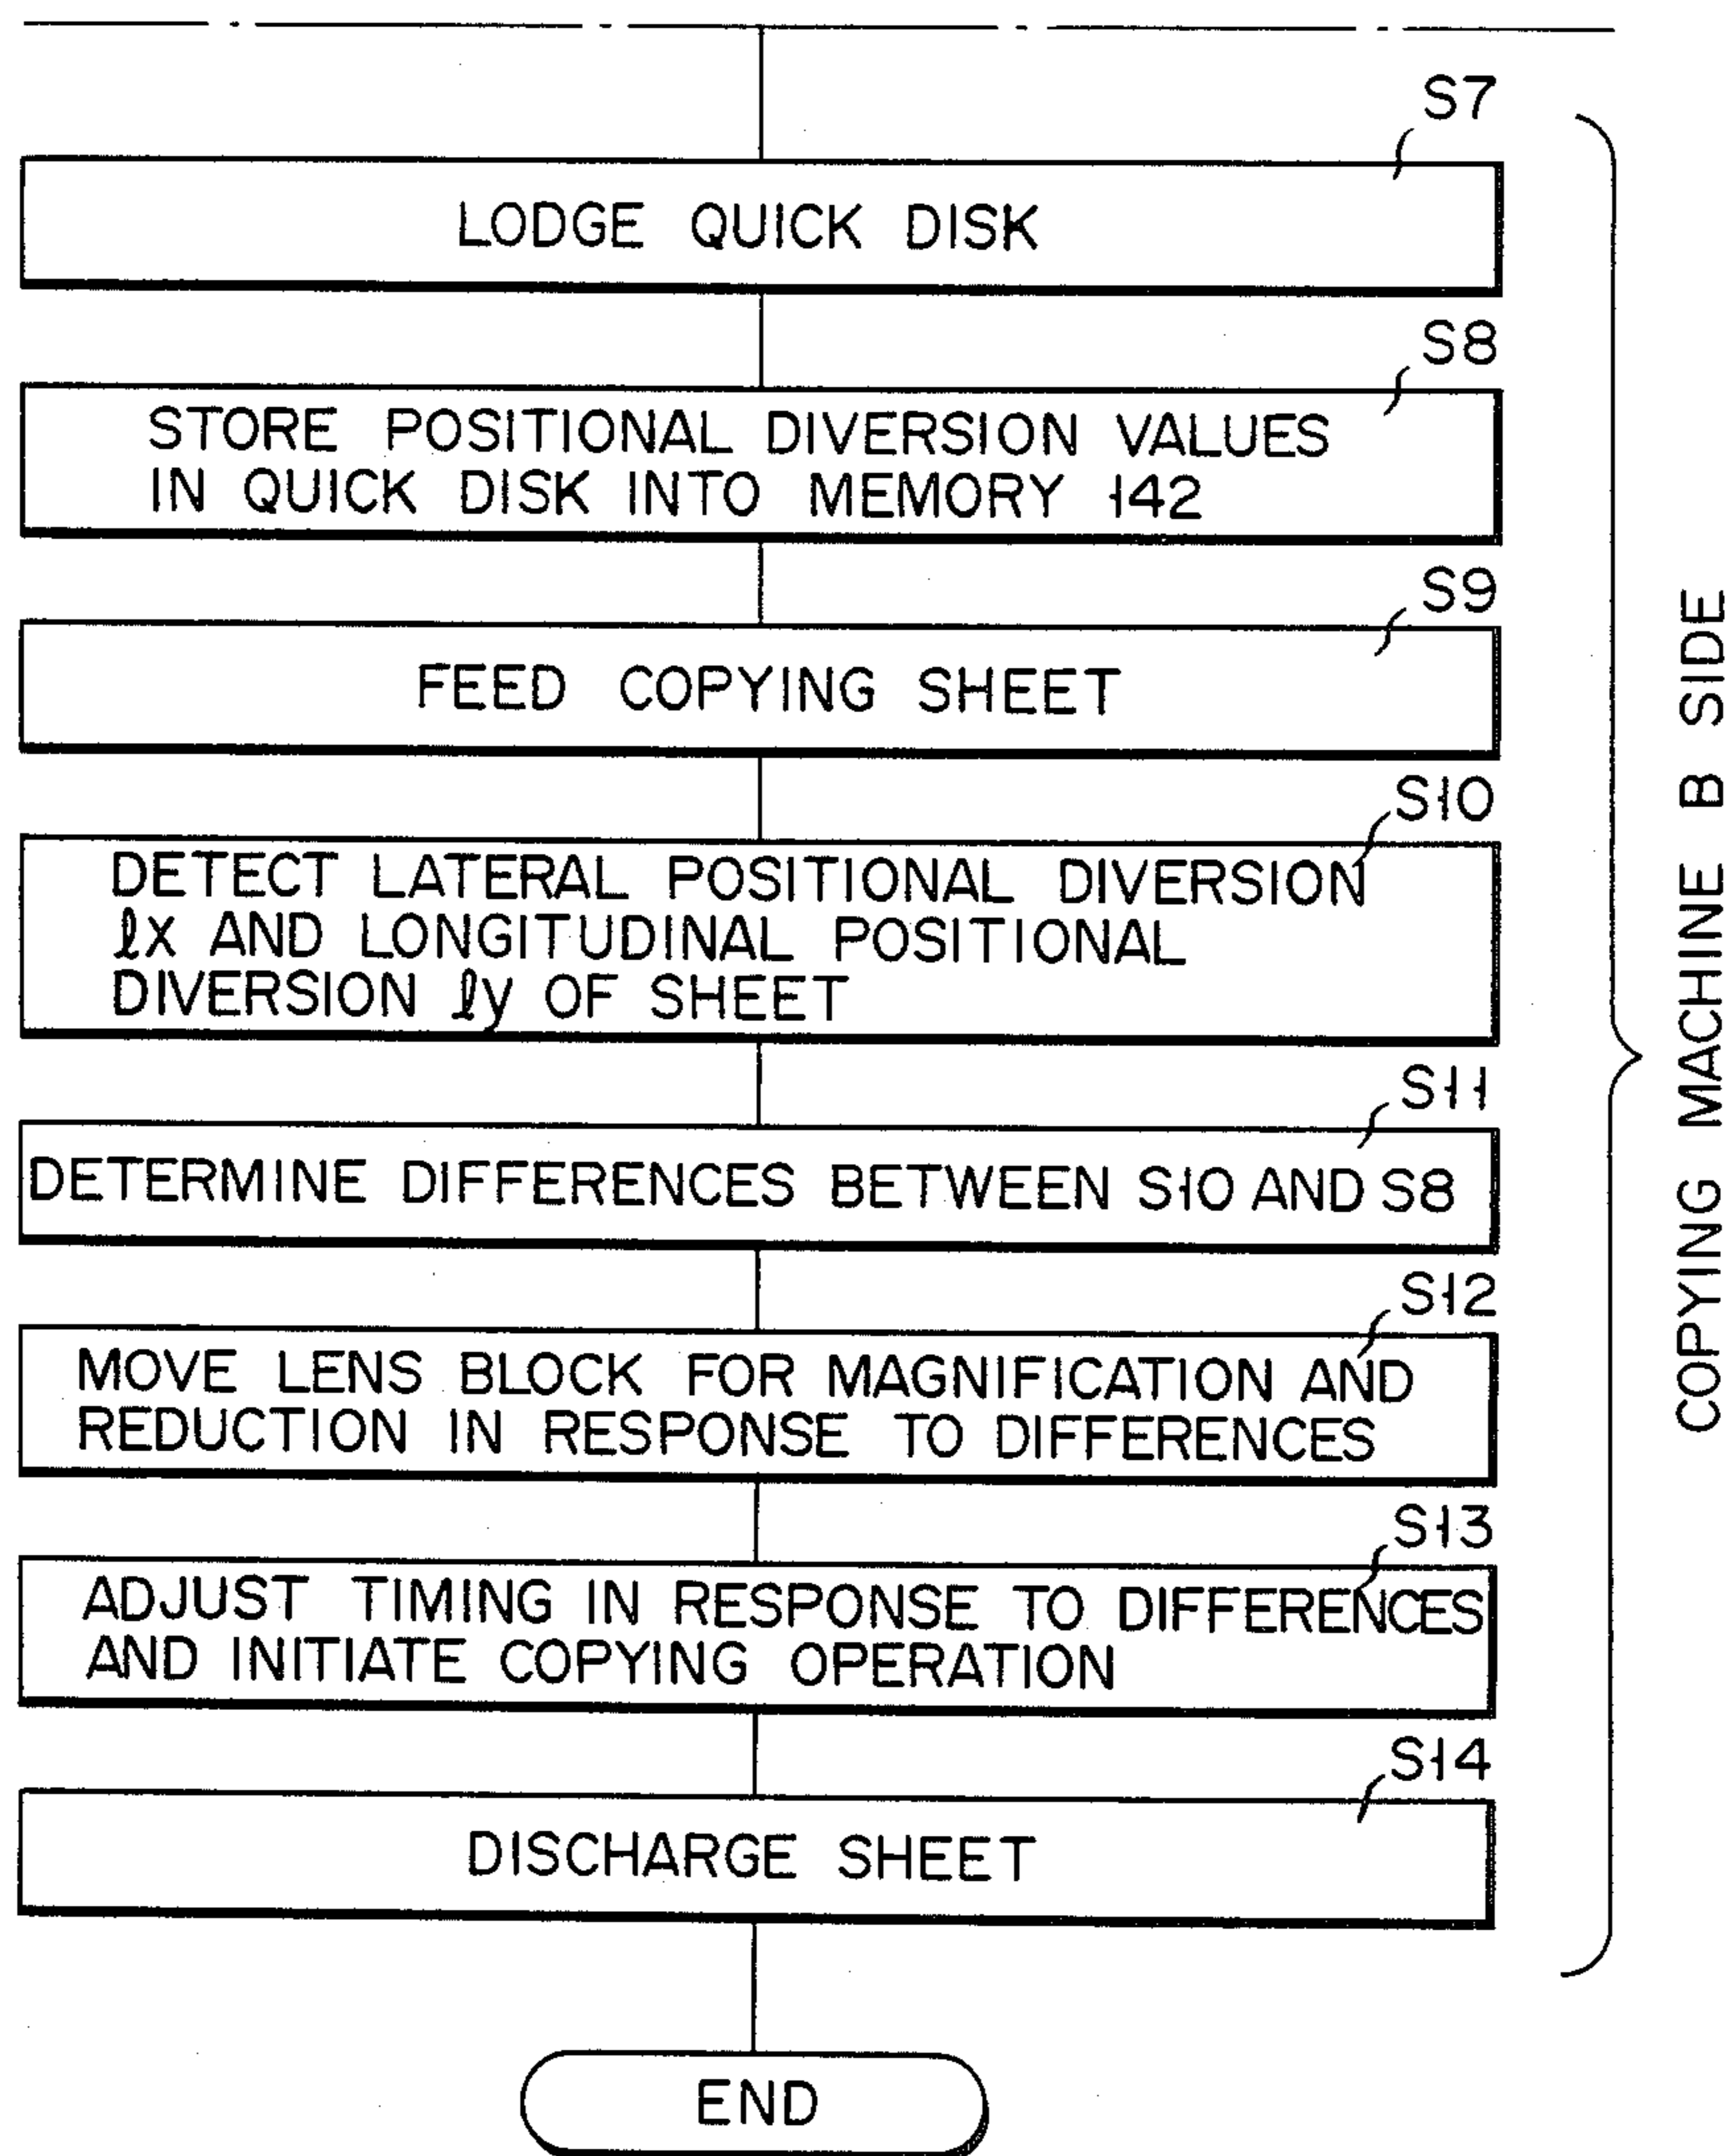 S7
LODGE QUICK DISK
S8
STORE POSITIONAL DIVERSION VALUES
IN QUICK DISK INTO MEMORY 142
S9
FEED COPYING SHEET
S10
DETECT LATERAL POSITIONAL DIVERSION
ℓx AND LONGITUDINAL POSITIONAL
DIVERSION ℓy OF SHEET
S11
DETERMINE DIFFERENCES BETWEEN S10 AND S8
S12
MOVE LENS BLOCK FOR MAGNIFICATION AND
REDUCTION IN RESPONSE TO DIFFERENCES
S13
ADJUST TIMING IN RESPONSE TO DIFFERENCES
AND INITIATE COPYING OPERATION
S14
DISCHARGE SHEET
END
COPYING MACHINE B SIDE